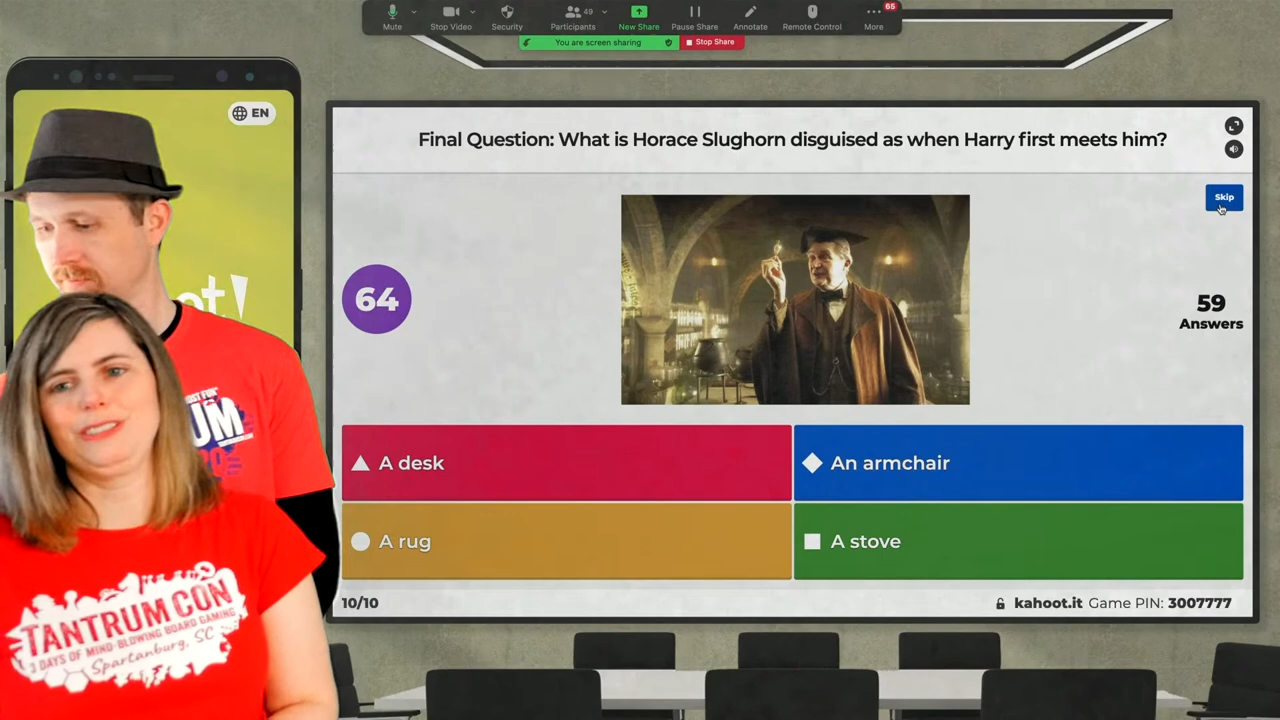 Mute
Stop Video
Security
49
Participants
New Share
Pause Share
Annotate
Remote Control
65
More
You are screen sharing
Stop Share
EN
ot!
Final Question: What is Horace Slughorn disguised as when Harry first meets him?
Skip
64
59
Answers
A desk
An armchair
A rug
A stove
10/10
kahoot.it Game PIN: 3007777
UM
TANTRUM CON
3 DAYS OF MIND-BLOWING BOARD GAMING
Spartanburg, SC